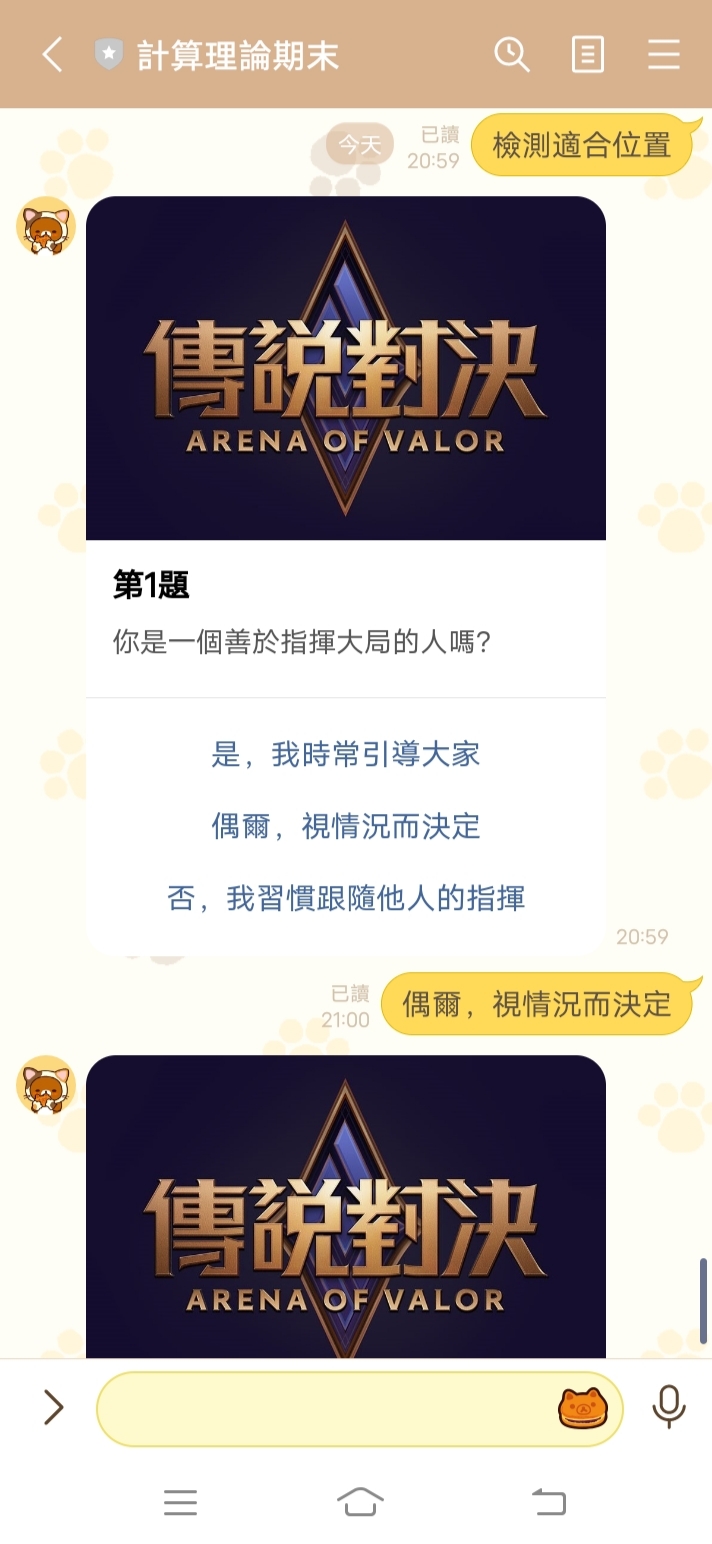 計算理論期末
今天
已讀
20:59
檢測適合位置
傳說對決
ARENA OF VALOR
第1題
你是一個善於指揮大局的人嗎?
是，我時常引導大家
偶爾，視情況而決定
否，我習慣跟隨他人的指揮
20:59
已讀
21:00
偶爾，視情況而決定
傳說對決
ARENA OF VALOR